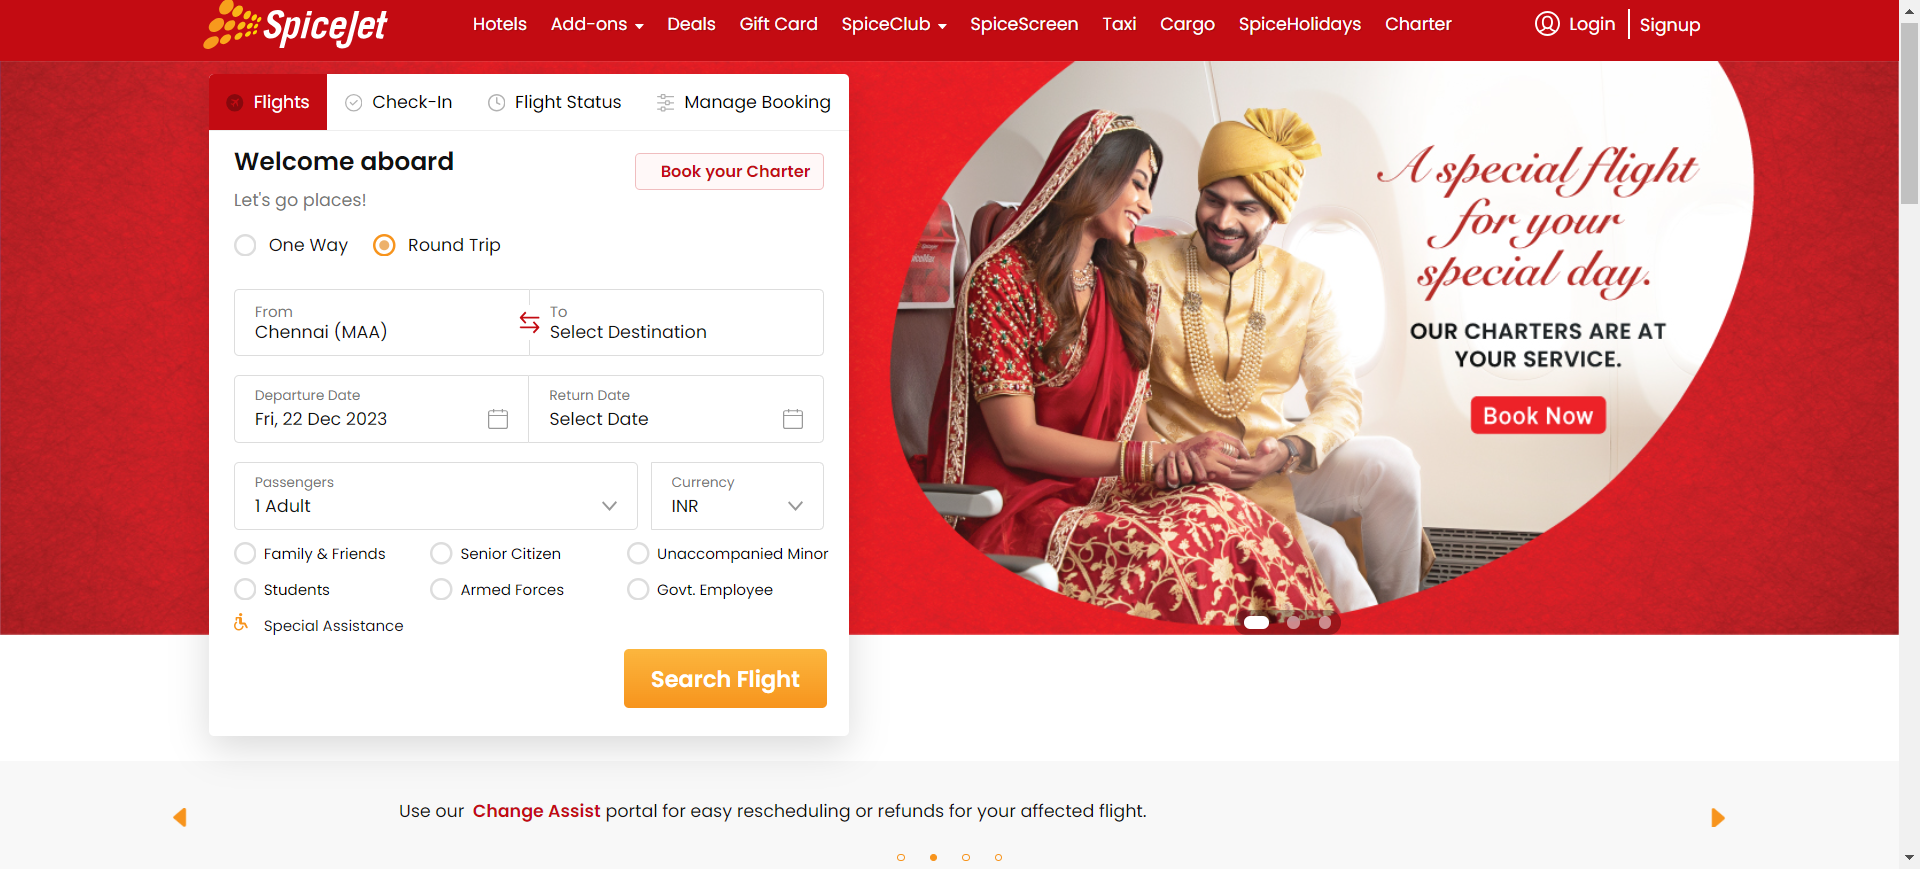 SpiceJet
Hotels Add-ons Deals Gift Card SpiceClub SpiceScreen Taxi Cargo SpiceHolidays Charter
Login Signup
Flights Check-In Flight Status Manage Booking
Welcome aboard
Book your Charter
Let's go places!
One Way Round Trip
From
Chennai (MAA)
To
Select Destination
Departure Date
Fri, 22 Dec 2023
Return Date
Select Date
Passengers
1 Adult
Currency
INR
Family & Friends Senior Citizen Unaccompanied Minor
Students Armed Forces Govt. Employee
Special Assistance
Search Flight
A special flight
for your
special day.
OUR CHARTERS ARE AT
YOUR SERVICE.
Book Now
Use our Change Assist portal for easy rescheduling or refunds for your affected flight.